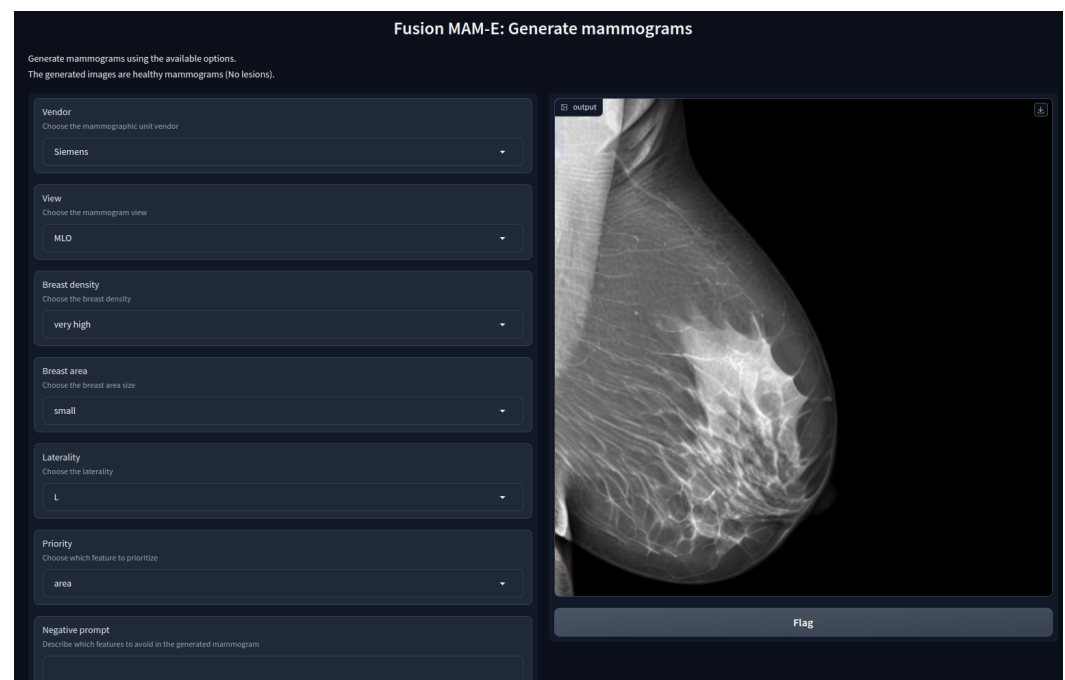 Fusion MAM-E: Generate mammograms
Generate mammograms using the available options.
The generated images are healthy mammograms (No lesions).
Vendor
Choose the mammographic unit vendor
Siemens
View
Choose the mammogram view
MLO
Breast density
Choose the breast density
very high
Breast area
Choose the breast area size
small
Laterality
Choose the laterality
L
Priority
Choose which feature to prioritize
area
Negative prompt
Describe which features to avoid in the generated mammogram
output
Flag